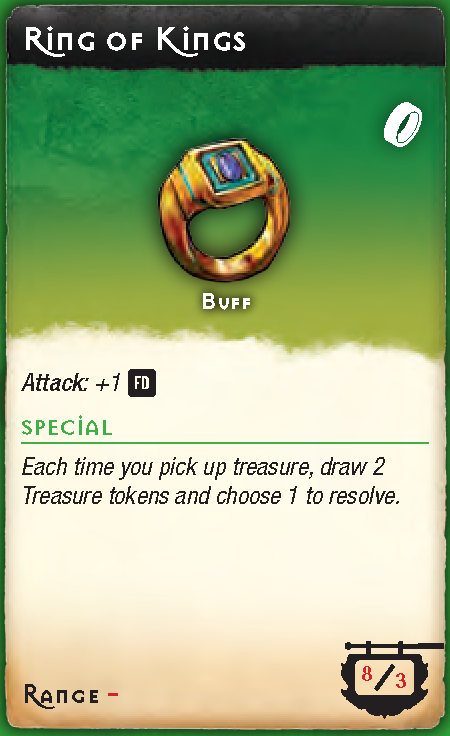 Ring of Kings
Buff
Attack: +1 FD
SPECIAL
Each time you pick up treasure, draw 2
Treasure tokens and choose 1 to resolve.
Range - 8/3